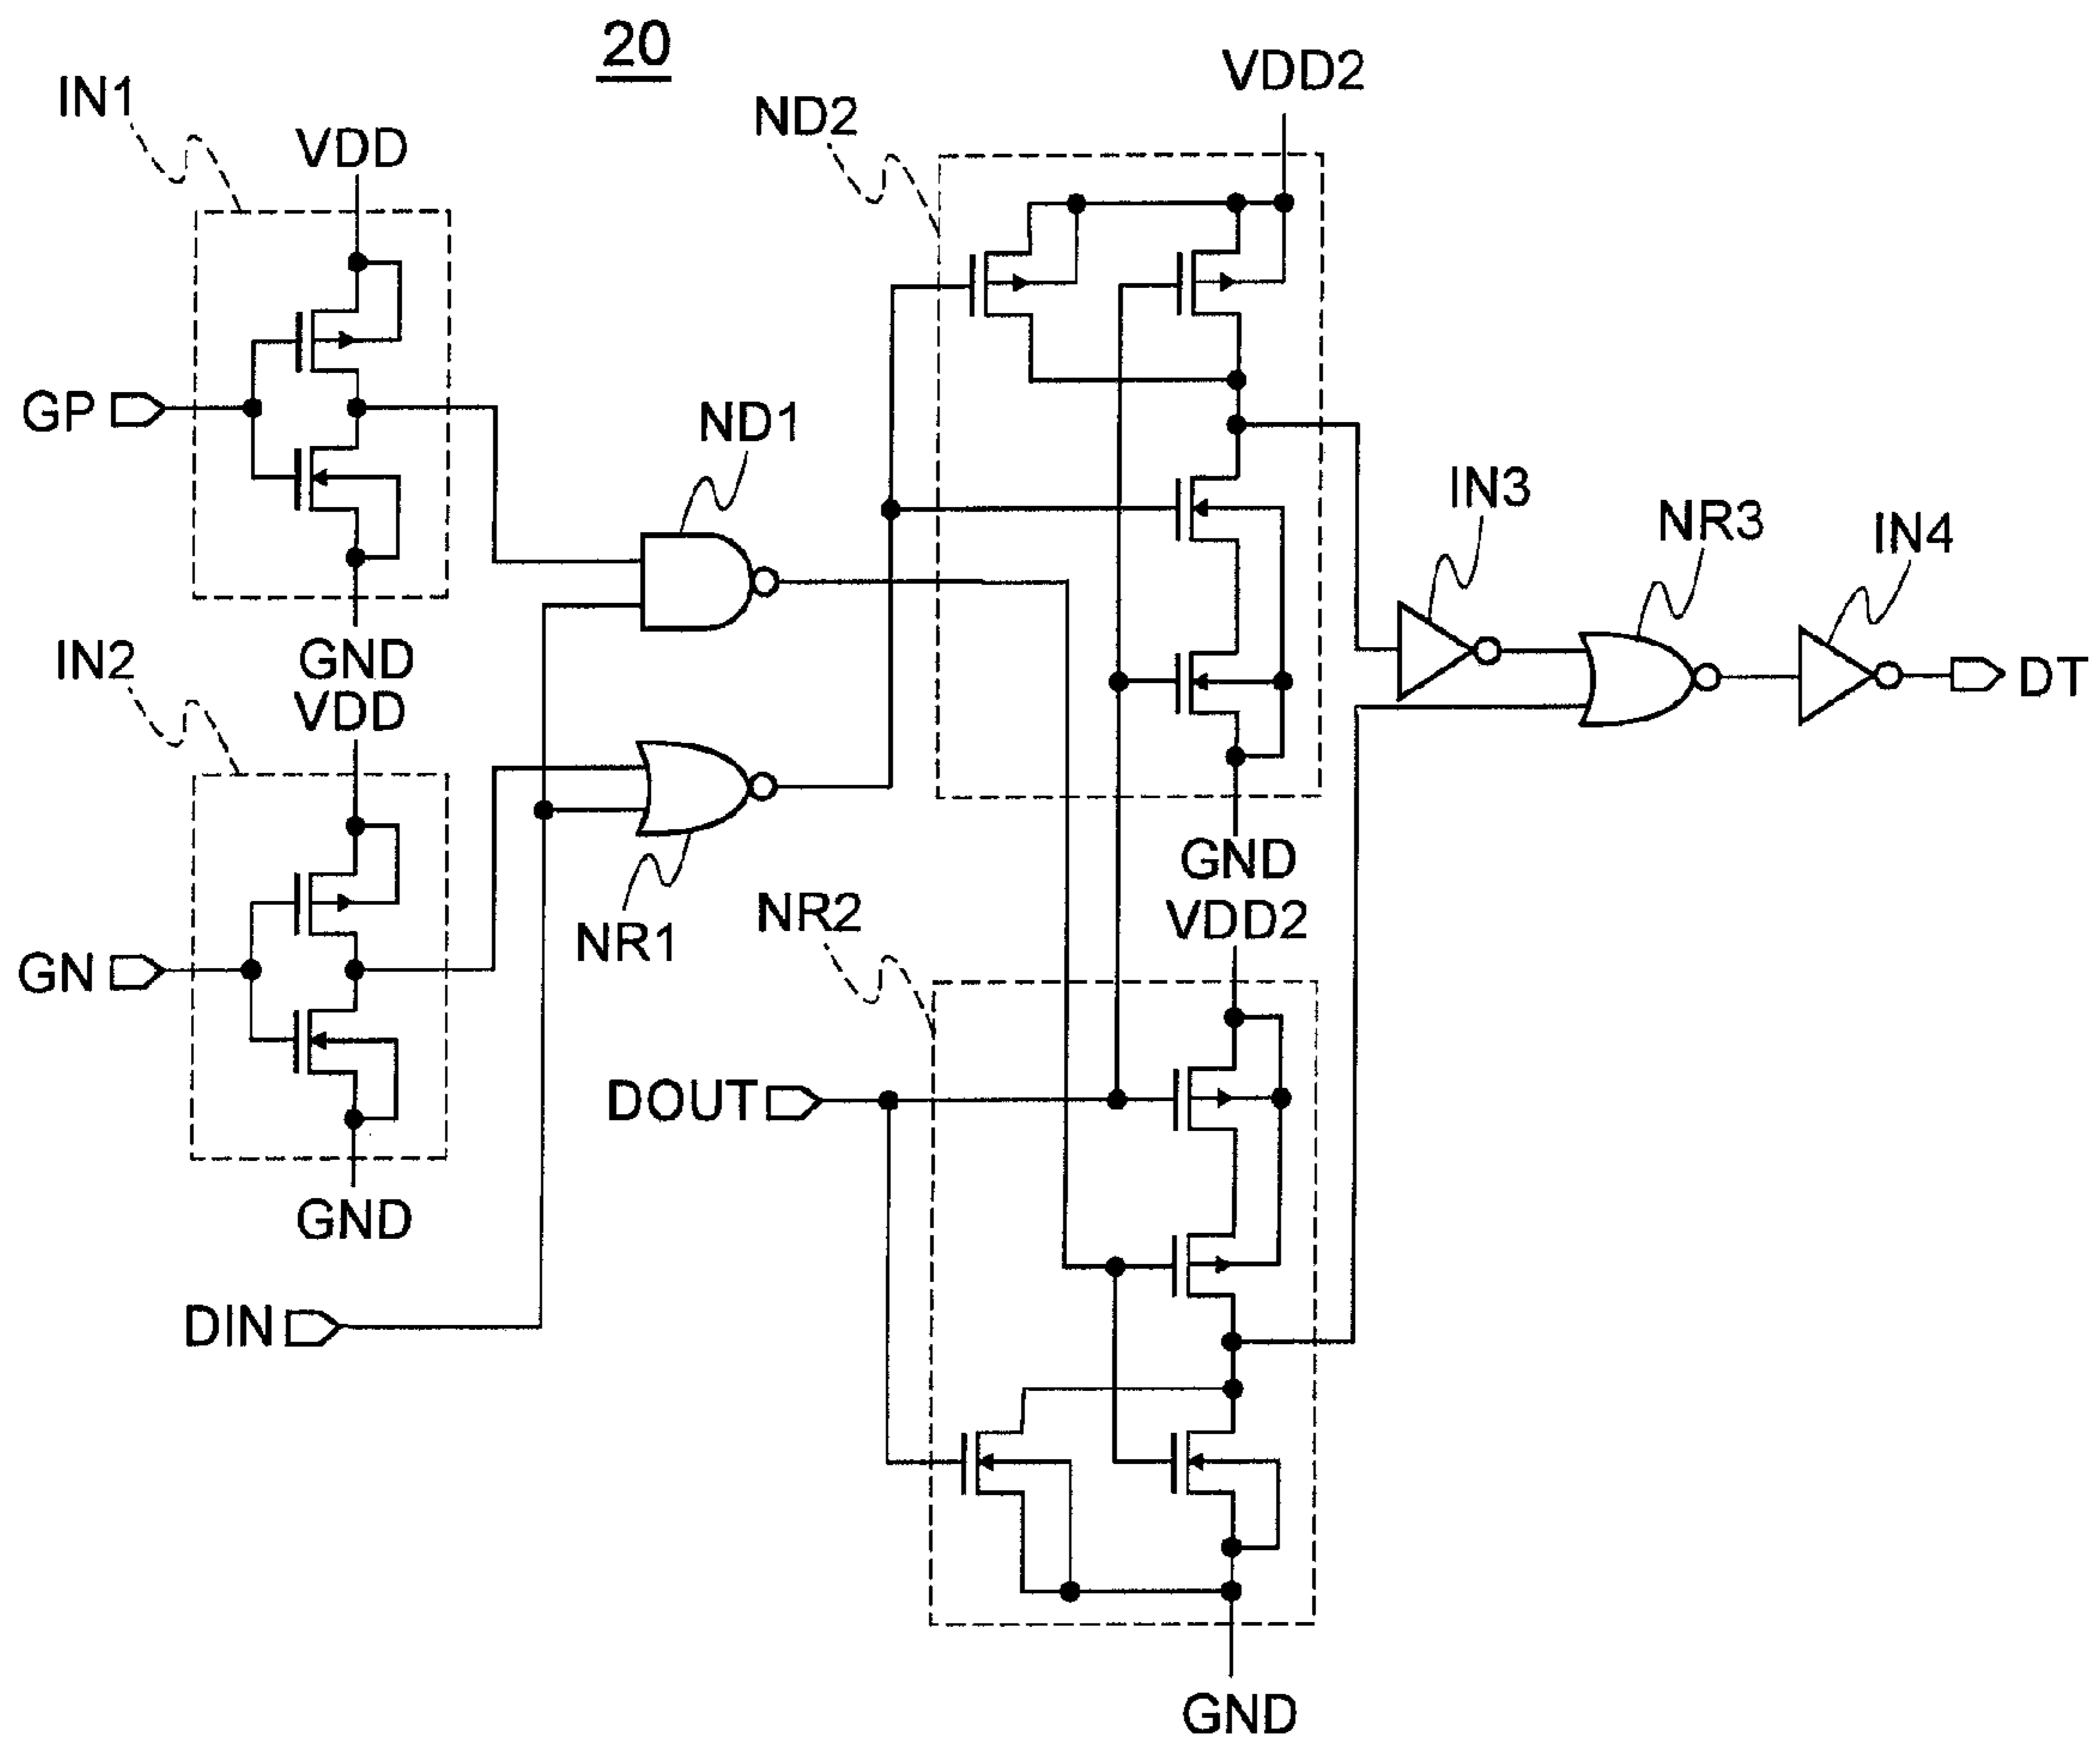 20
IN1
VDD
ND2
VDD2
GP
ND1
GND
IN2
VDD
IN3
NR3
IN4
DT
GND
NR1
NR2
VDD2
GN
DOUT
GND
DIN
GND